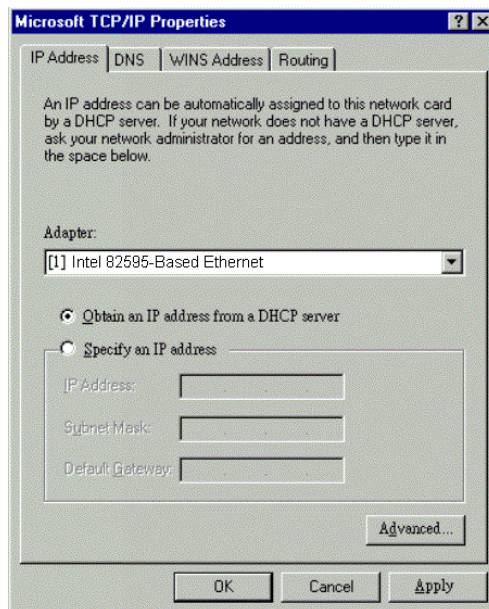 Microsoft TCP/IP Properties
IP Address DNS WINS Address Routing
An IP address can be automatically assigned to this network card
by a DHCP server. If your network does not have a DHCP server,
ask your network administrator for an address, and then type it in
the space below.
Adapter:
[1] Intel 82595-Based Ethernet
Obtain an IP address from a DHCP server
Specify an IP address
IP Address:
Subnet Mask:
Default Gateway:
Advanced...
OK Cancel Apply